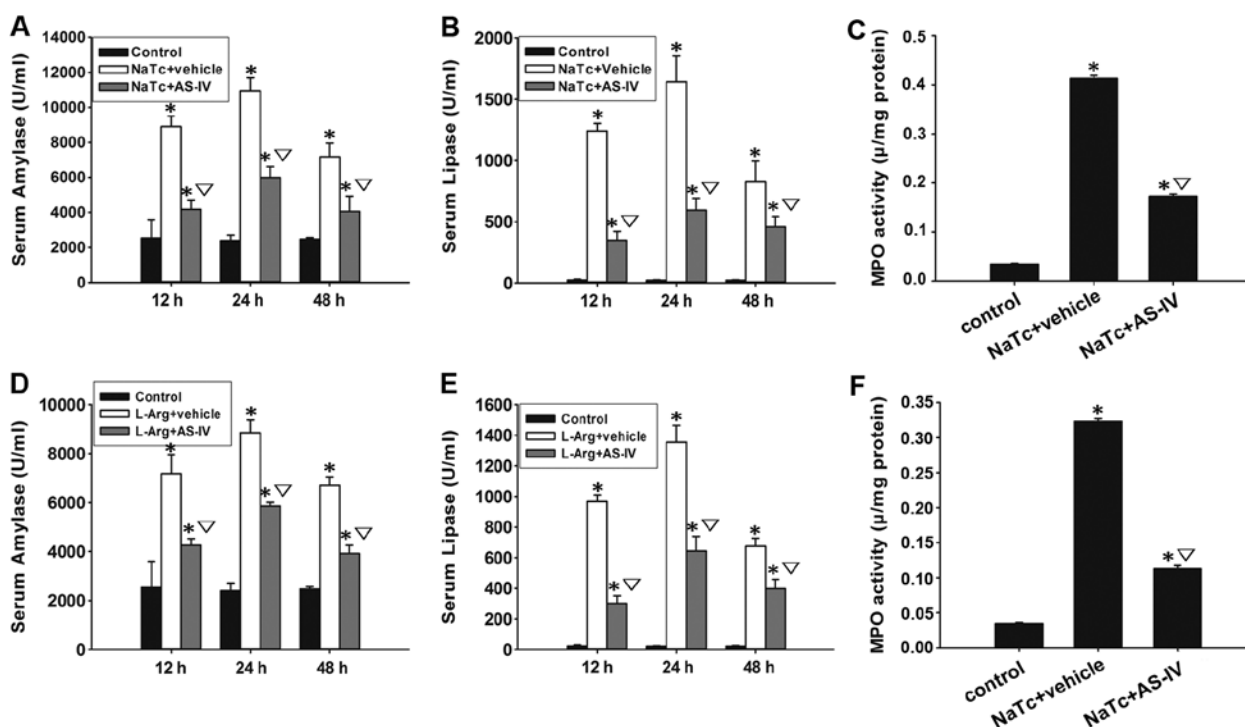 A
Serum Amylase (U/ml)
14000
12000
10000
8000
6000
4000
2000
0
Control
NaTc+vehicle
NaTc+AS-IV
*
*
*
*▽
*▽
*▽
12 h
24 h
48 h
B
Serum Lipase (U/ml)
2000
1500
1000
500
0
Control
NaTc+Vehicle
NaTc+AS-IV
*
*
*
*▽
*▽
*▽
12 h
24 h
48 h
C
MPO activity (μ/mg protein)
0.5
0.4
0.3
0.2
0.1
0.0
*
*▽
control
NaTc+vehicle
NaTc+AS-IV
D
Serum Amylase (U/ml)
10000
8000
6000
4000
2000
0
Control
L-Arg+vehicle
L-Arg+AS-IV
*
*
*
*▽
*▽
*▽
12 h
24 h
48 h
E
Serum Lipase (U/ml)
1600
1400
1200
1000
800
600
400
200
0
Control
L-Arg+vehicle
L-Arg+AS-IV
*
*
*
*▽
*▽
*▽
12 h
24 h
48 h
F
MPO activity (μ/mg protein)
0.35
0.30
0.25
0.20
0.15
0.10
0.05
0.00
*
*▽
control
NaTc+vehicle
NaTc+AS-IV